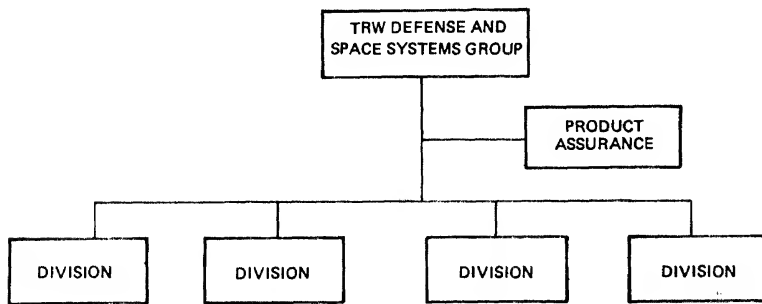 TRW DEFENSE AND
SPACE SYSTEMS GROUP
PRODUCT
ASSURANCE
DIVISION
DIVISION
DIVISION
DIVISION